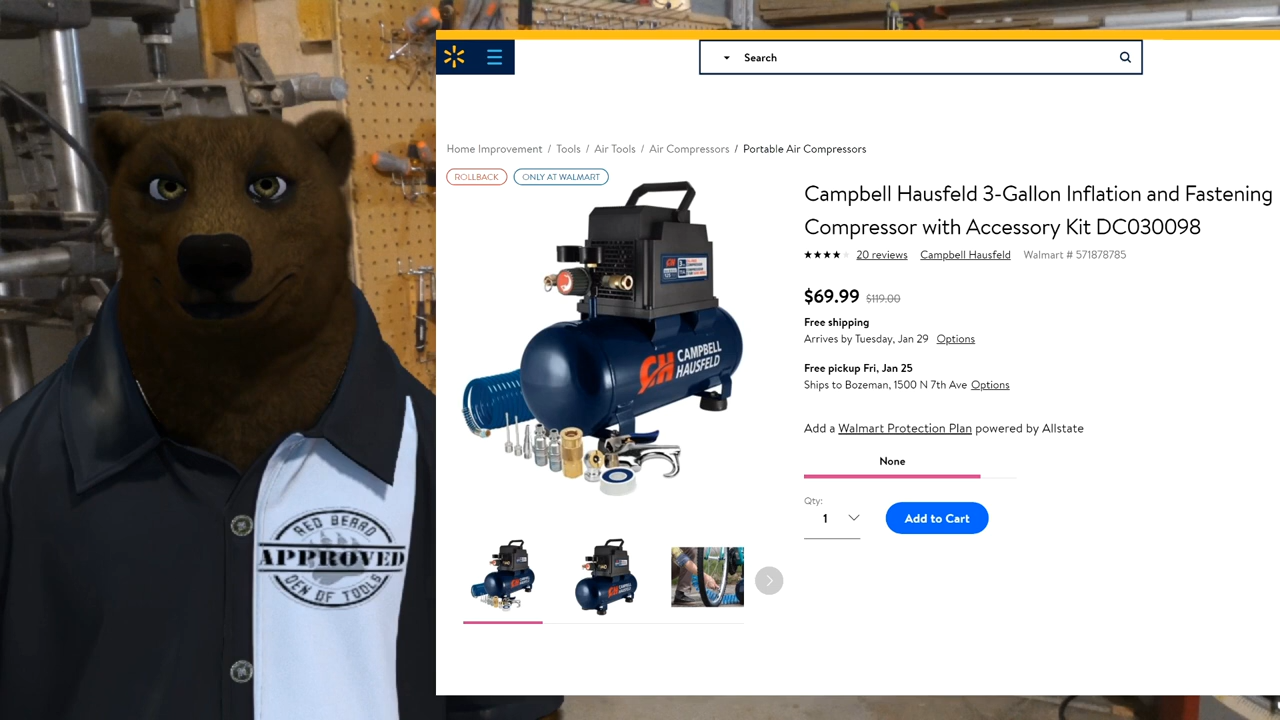 Search
Home Improvement / Tools / Air Tools / Air Compressors / Portable Air Compressors
ROLLBACK
ONLY AT WALMART
Campbell Hausfeld 3-Gallon Inflation and Fastening
Compressor with Accessory Kit DC030098
20 reviews Campbell Hausfeld Walmart # 571878785
$69.99 $119.00
Free shipping
Arrives by Tuesday, Jan 29 Options
Free pickup Fri, Jan 25
Ships to Bozeman, 1500 N 7th Ave Options
Add a Walmart Protection Plan powered by Allstate
None
Qty:
1
Add to Cart
CH CAMPBELL
HAUSFELD
RED BEARD
APPROVED
DEN OF TOOLS